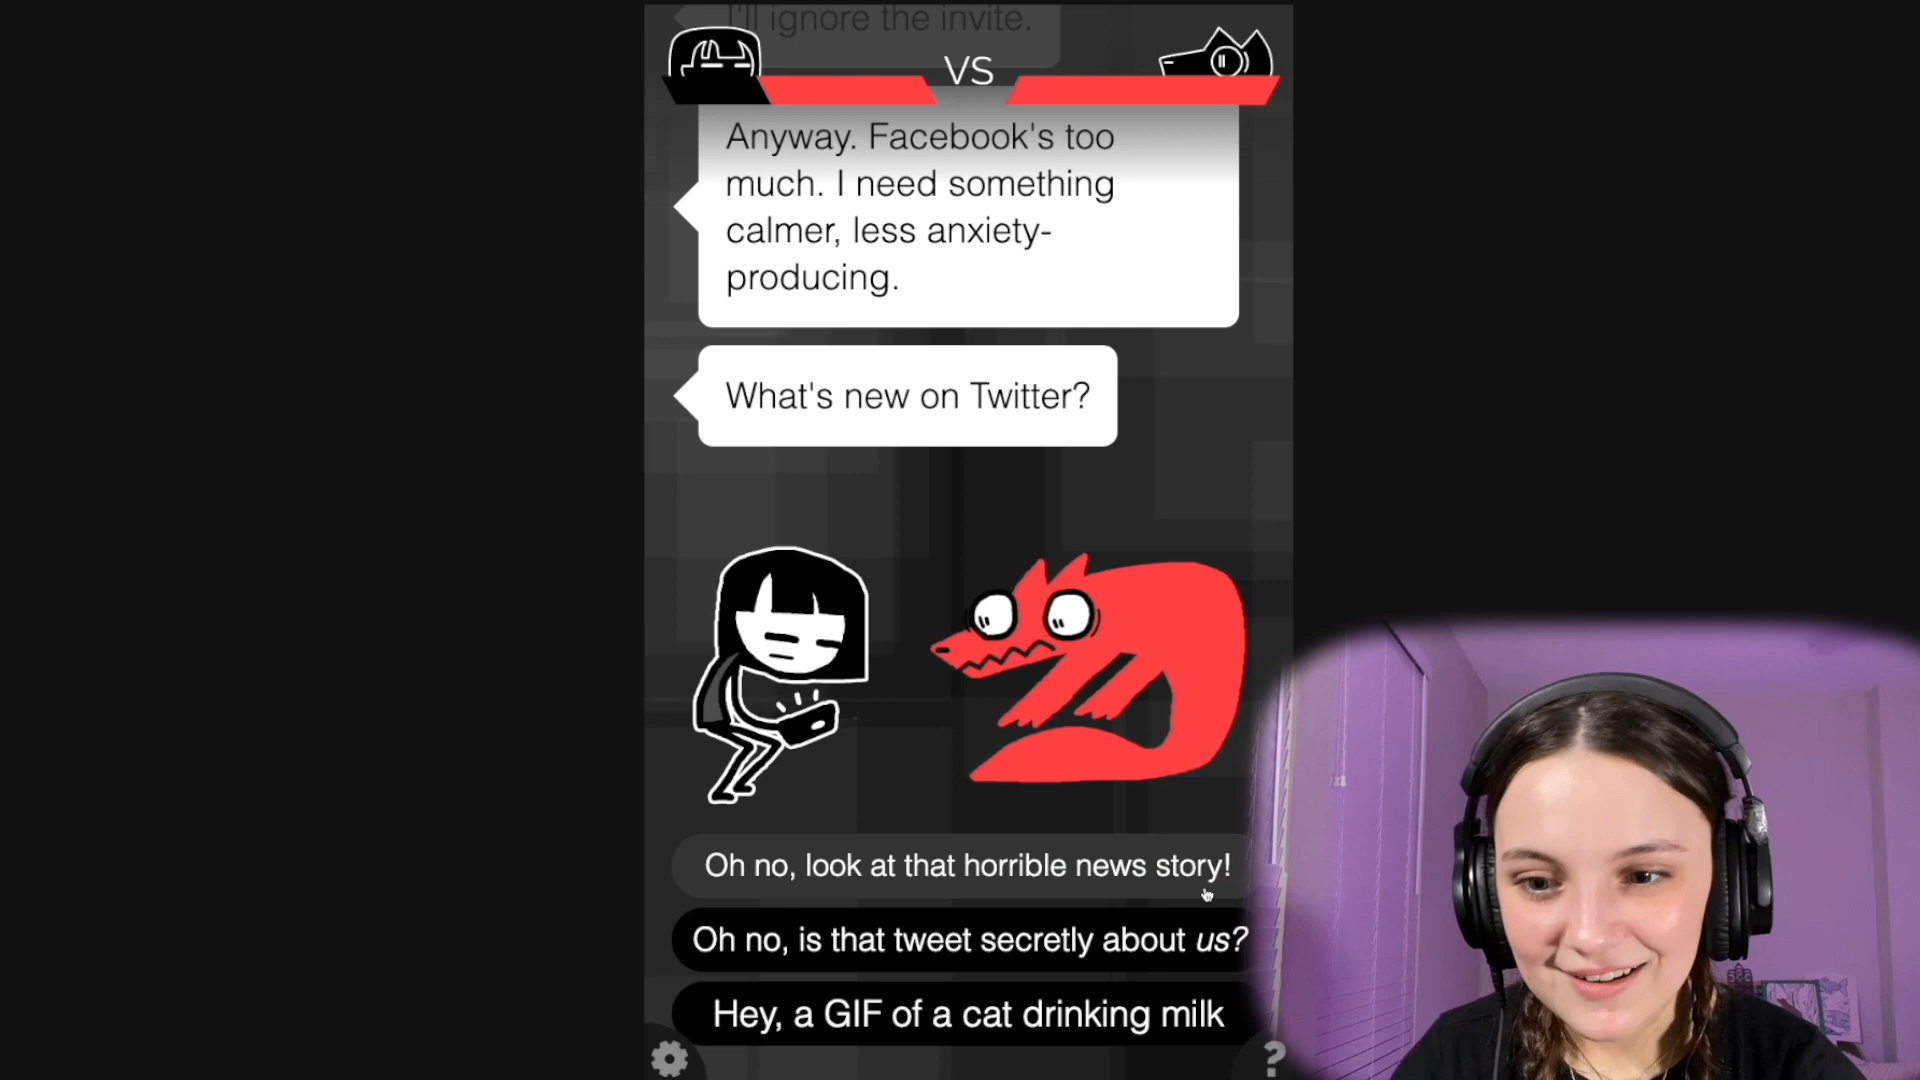 I'll ignore the invite.
VS
Anyway. Facebook's too
much. I need something
calmer, less anxiety-
producing.
What's new on Twitter?
Oh no, look at that horrible news story!
Oh no, is that tweet secretly about us?
Hey, a GIF of a cat drinking milk
?